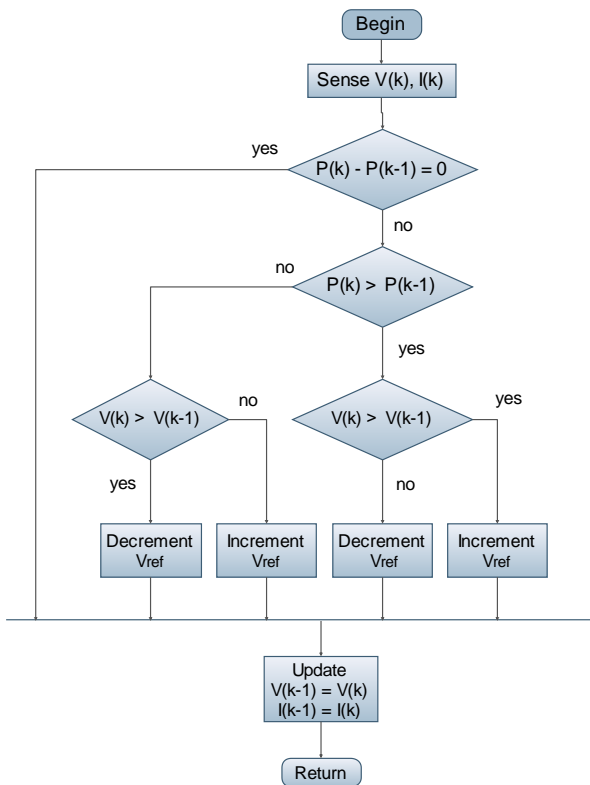 Begin
Sense V(k), I(k)
yes
P(k) - P(k-1) = 0
no
no
P(k) > P(k-1)
yes
V(k) > V(k-1)
no
V(k) > V(k-1)
yes
yes
no
Decrement
Vref
Increment
Vref
Decrement
Vref
Increment
Vref
Update
V(k-1) = V(k)
I(k-1) = I(k)
Return